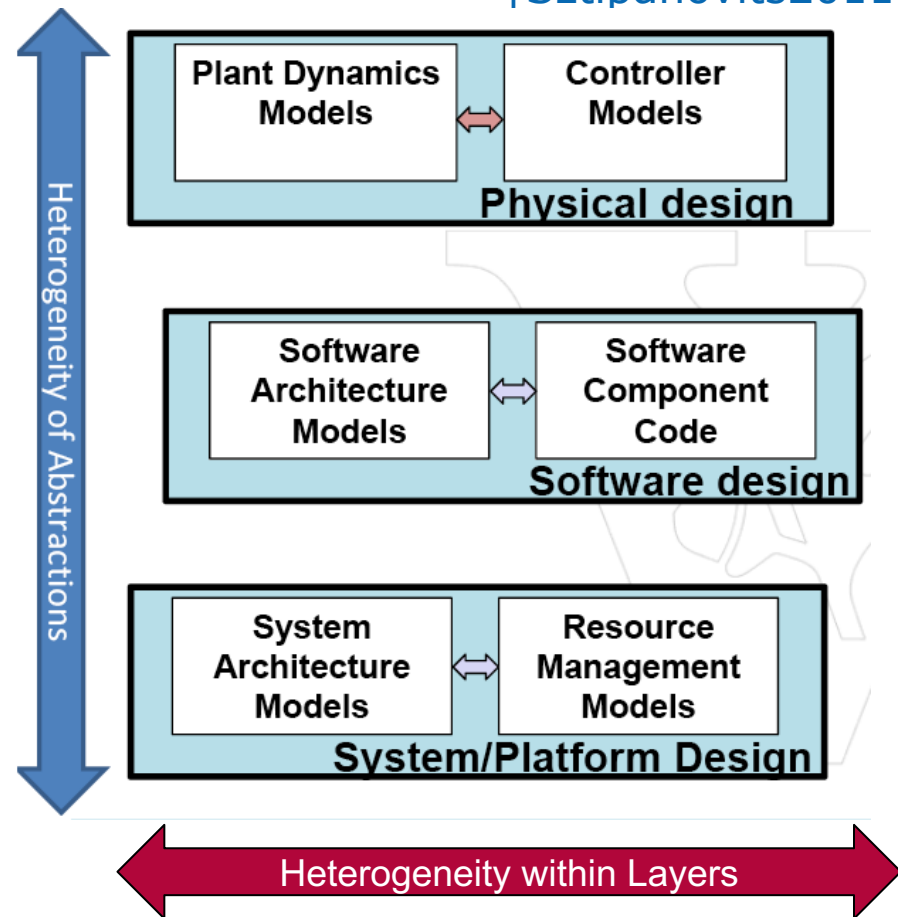 Plant Dynamics
Models
Controller
Models
Physical design
Heterogeneity of Abstractions
Software
Architecture
Models
Software
Component
Code
Software design
System
Architecture
Models
Resource
Management
Models
System/Platform Design
Heterogeneity within Layers